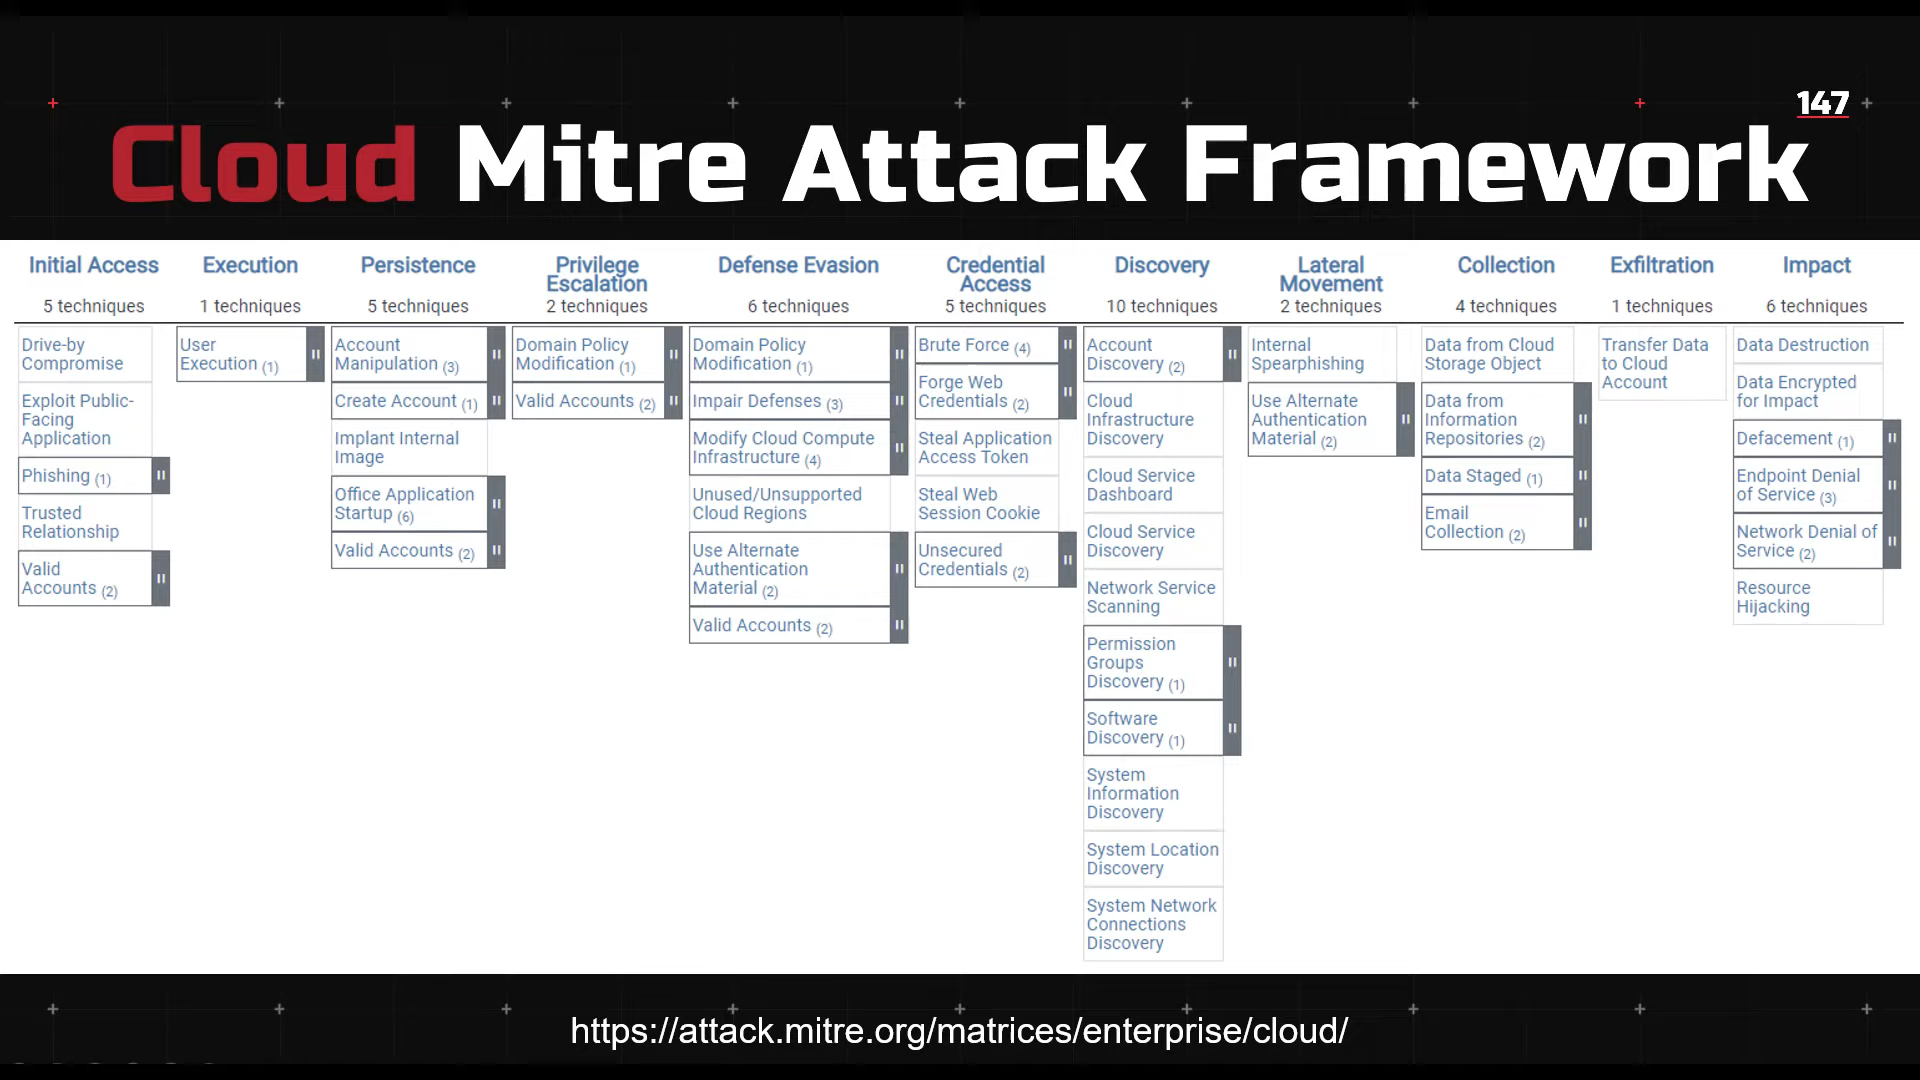 147
Cloud Mitre Attack Framework
Initial Access
5 techniques
Drive-by
Compromise
Exploit Public-
Facing
Application
Phishing (1)
Trusted
Relationship
Valid
Accounts (2)
Execution
1 techniques
User
Execution (1)
Persistence
5 techniques
Account
Manipulation (3)
Create Account (1)
Implant Internal
Image
Office Application
Startup (6)
Valid Accounts (2)
Privilege
Escalation
2 techniques
Domain Policy
Modification (1)
Valid Accounts (2)
Defense Evasion
6 techniques
Domain Policy
Modification (1)
Impair Defenses (3)
Modify Cloud Compute
Infrastructure (4)
Unused/Unsupported
Cloud Regions
Use Alternate
Authentication
Material (2)
Valid Accounts (2)
Credential
Access
5 techniques
Brute Force (4)
Forge Web
Credentials (2)
Steal Application
Access Token
Steal Web
Session Cookie
Unsecured
Credentials (2)
Discovery
10 techniques
Account
Discovery (2)
Cloud
Infrastructure
Discovery
Cloud Service
Dashboard
Cloud Service
Discovery
Network Service
Scanning
Permission
Groups
Discovery (1)
Software
Discovery (1)
System
Information
Discovery
System Location
Discovery
System Network
Connections
Discovery
Lateral
Movement
2 techniques
Internal
Spearphishing
Use Alternate
Authentication
Material (2)
Collection
4 techniques
Data from Cloud
Storage Object
Data from
Information
Repositories (2)
Data Staged (1)
Email
Collection (2)
Exfiltration
1 techniques
Transfer Data
to Cloud
Account
Impact
6 techniques
Data Destruction
Data Encrypted
for Impact
Defacement (1)
Endpoint Denial
of Service (3)
Network Denial of
Service (2)
Resource
Hijacking
https://attack.mitre.org/matrices/enterprise/cloud/